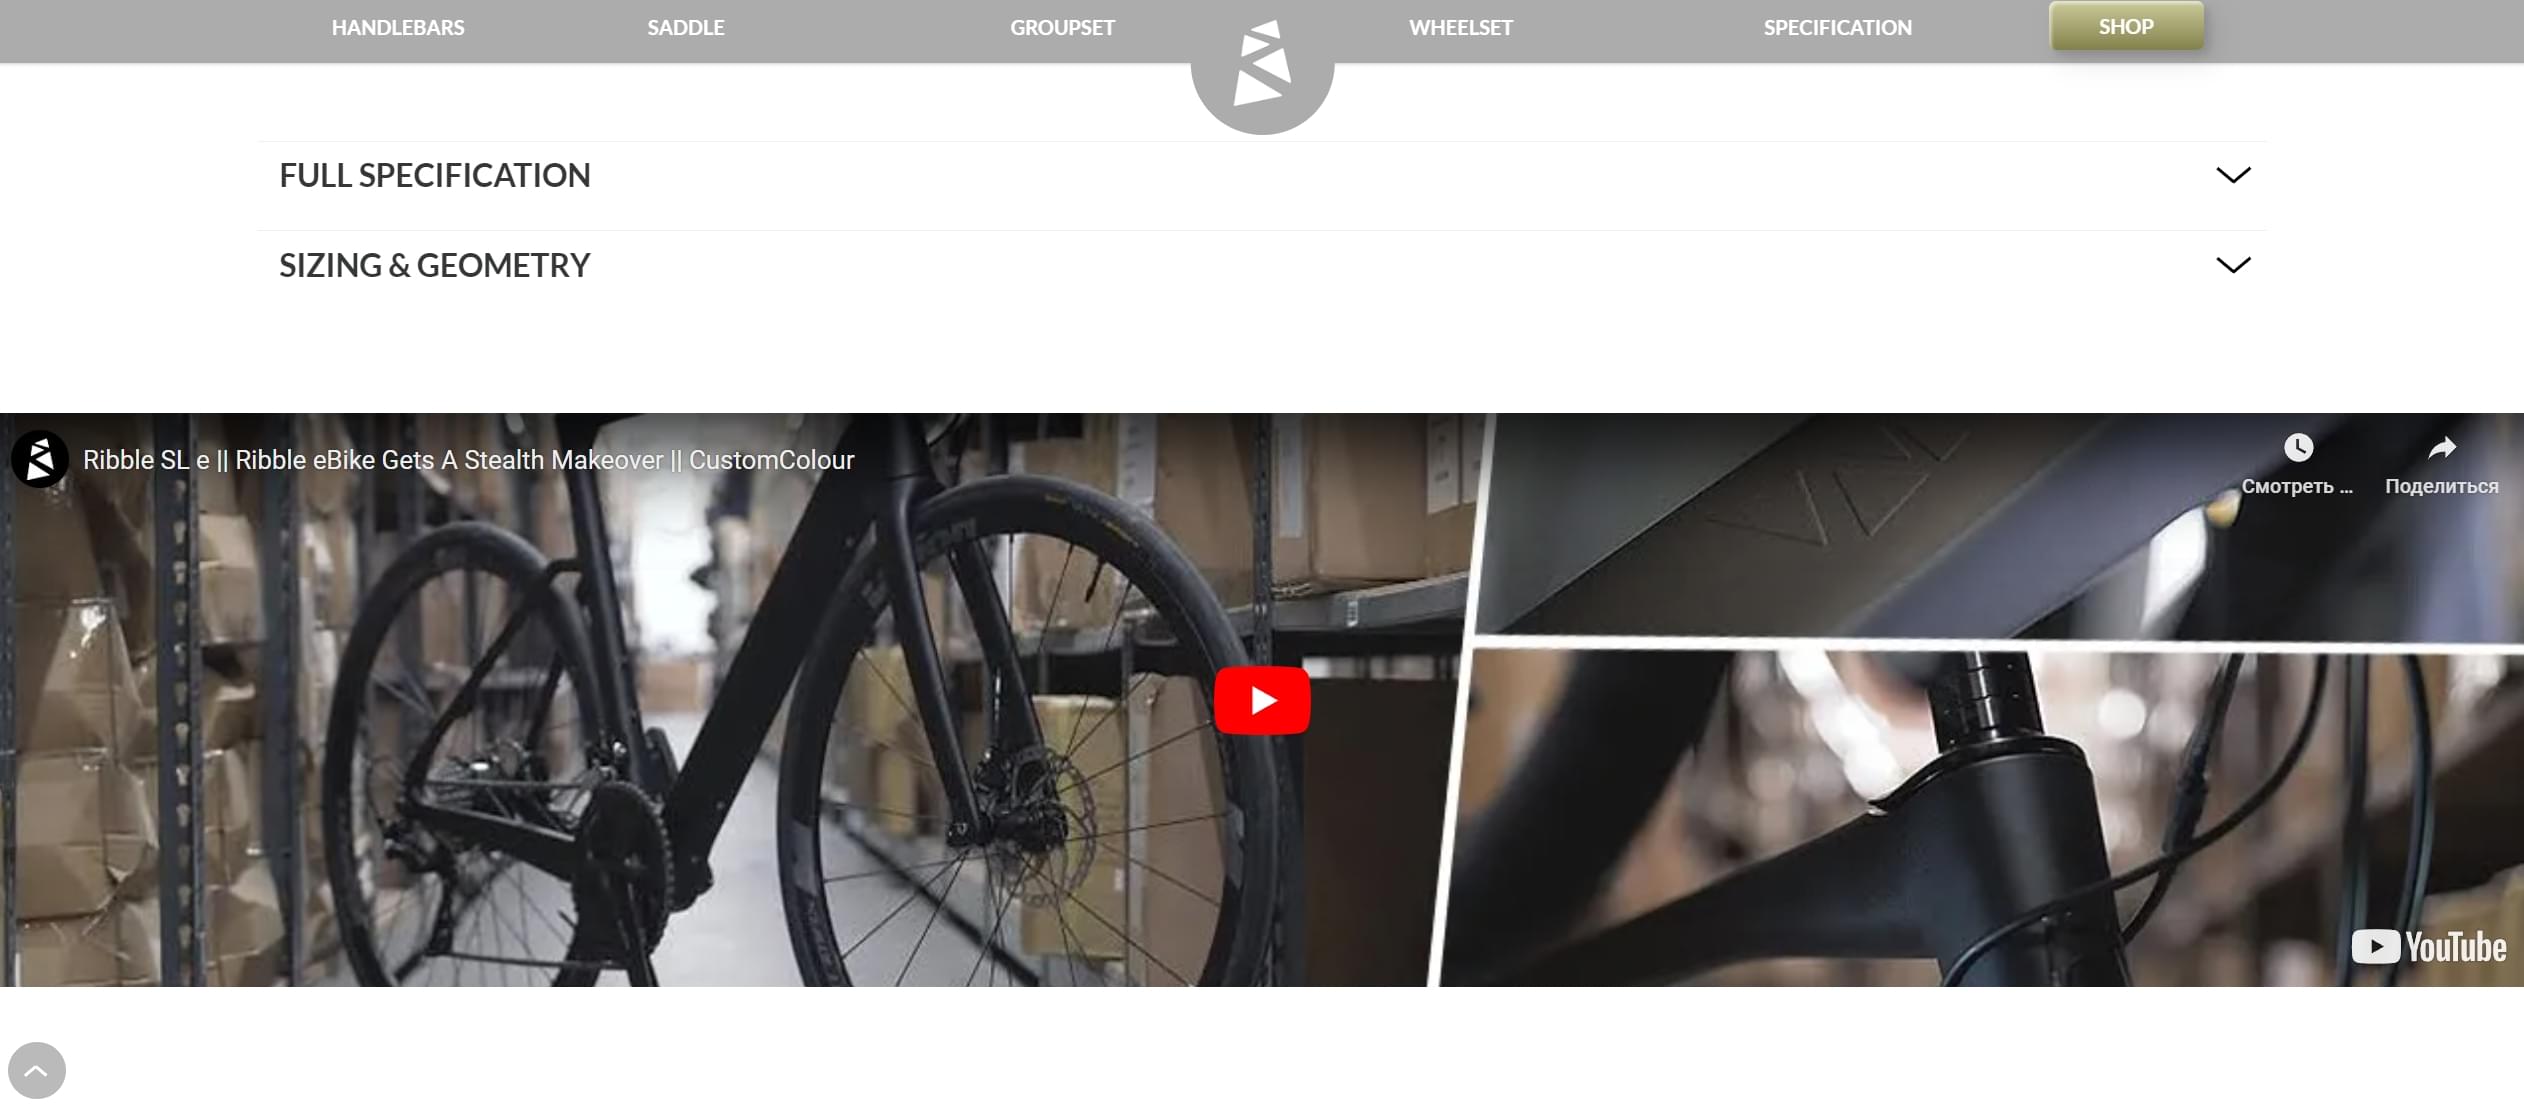 HANDLEBARS SADDLE GROUPSET WHEELSET SPECIFICATION SHOP
FULL SPECIFICATION
SIZING & GEOMETRY
Ribble SL e || Ribble eBike Gets A Stealth Makeover || CustomColour
Смотреть ... Поделиться
YouTube